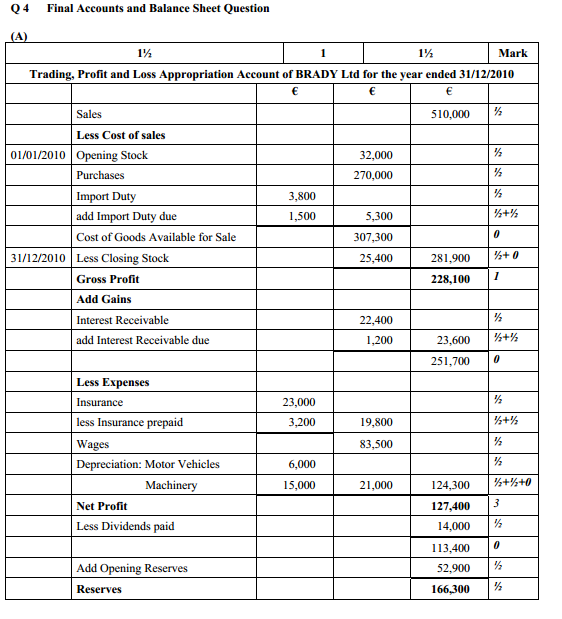 Q 4 Final Accounts and Balance Sheet Question
(A)
1½ 1 1½ Mark
Trading, Profit and Loss Appropriation Account of BRADY Ltd for the year ended 31/12/2010
€ € €
Sales 510,000 ½
Less Cost of sales
01/01/2010 Opening Stock 32,000 ½
Purchases 270,000 ½
Import Duty 3,800 ½
add Import Duty due 1,500 5,300 ½+½
Cost of Goods Available for Sale 307,300 0
31/12/2010 Less Closing Stock 25,400 281,900 ½+ 0
Gross Profit 228,100 1
Add Gains
Interest Receivable 22,400 ½
add Interest Receivable due 1,200 23,600 ½+½
251,700 0
Less Expenses
Insurance 23,000 ½
less Insurance prepaid 3,200 19,800 ½+½
Wages 83,500 ½
Depreciation: Motor Vehicles 6,000 ½
Machinery 15,000 21,000 124,300 ½+½+0
Net Profit 127,400 3
Less Dividends paid 14,000 ½
113,400 0
Add Opening Reserves 52,900 ½
Reserves 166,300 ½